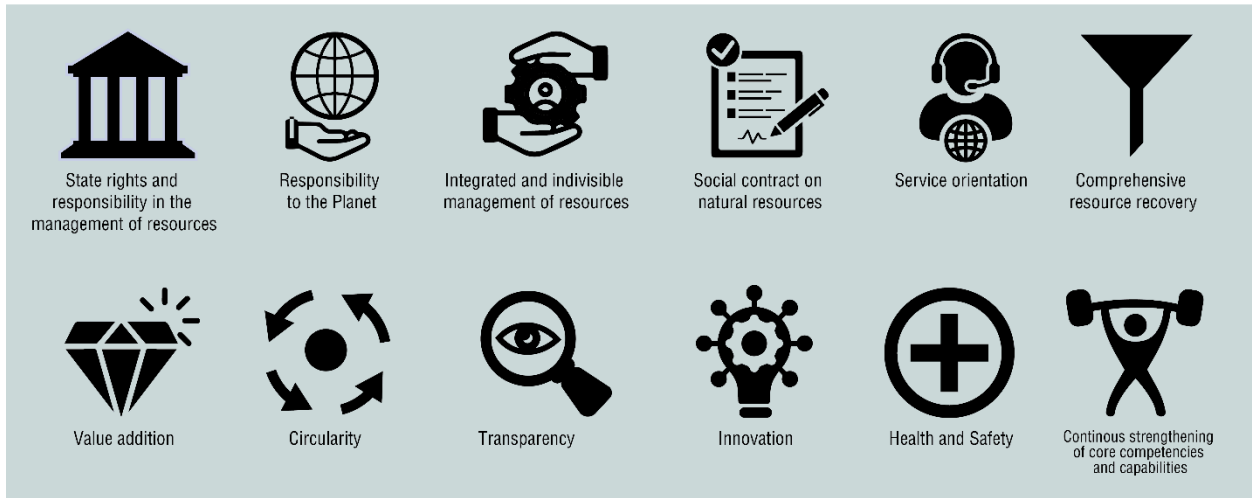 State rights and
responsibility in the
management of resources
Responsibility
to the Planet
Integrated and indivisible
management of resources
Social contract on
natural resources
Service orientation
Comprehensive
resource recovery
Value addition
Circularity
Transparency
Innovation
Health and Safety
Continous strengthening
of core competencies
and capabilities